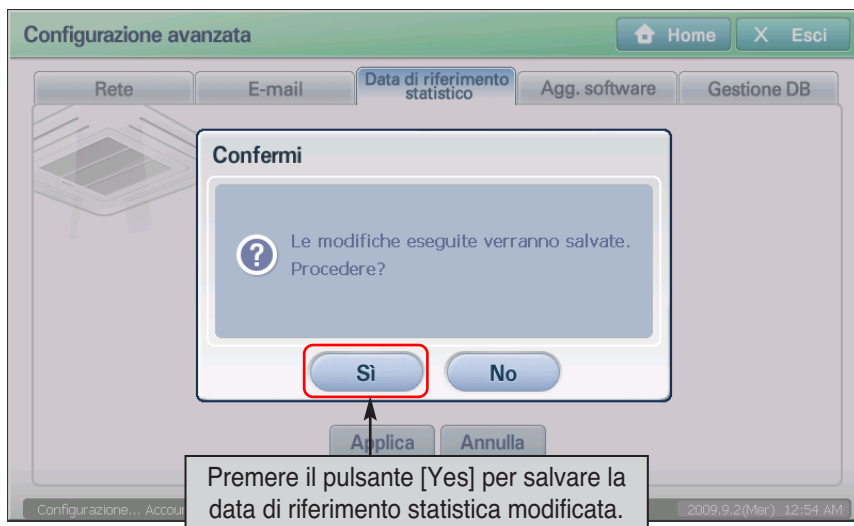 Configurazione avanzata
Home
X Esci
Rete
E-mail
Data di riferimento
statistico
Agg. software
Gestione DB
Confermi
?
Le modifiche eseguite verranno salvate.
Procedere?
Sì
No
Applica
Annulla
Premere il pulsante [Yes] per salvare la
data di riferimento statistica modificata.
Configurazione...
2009.9.2(Mer) 12:54 AM